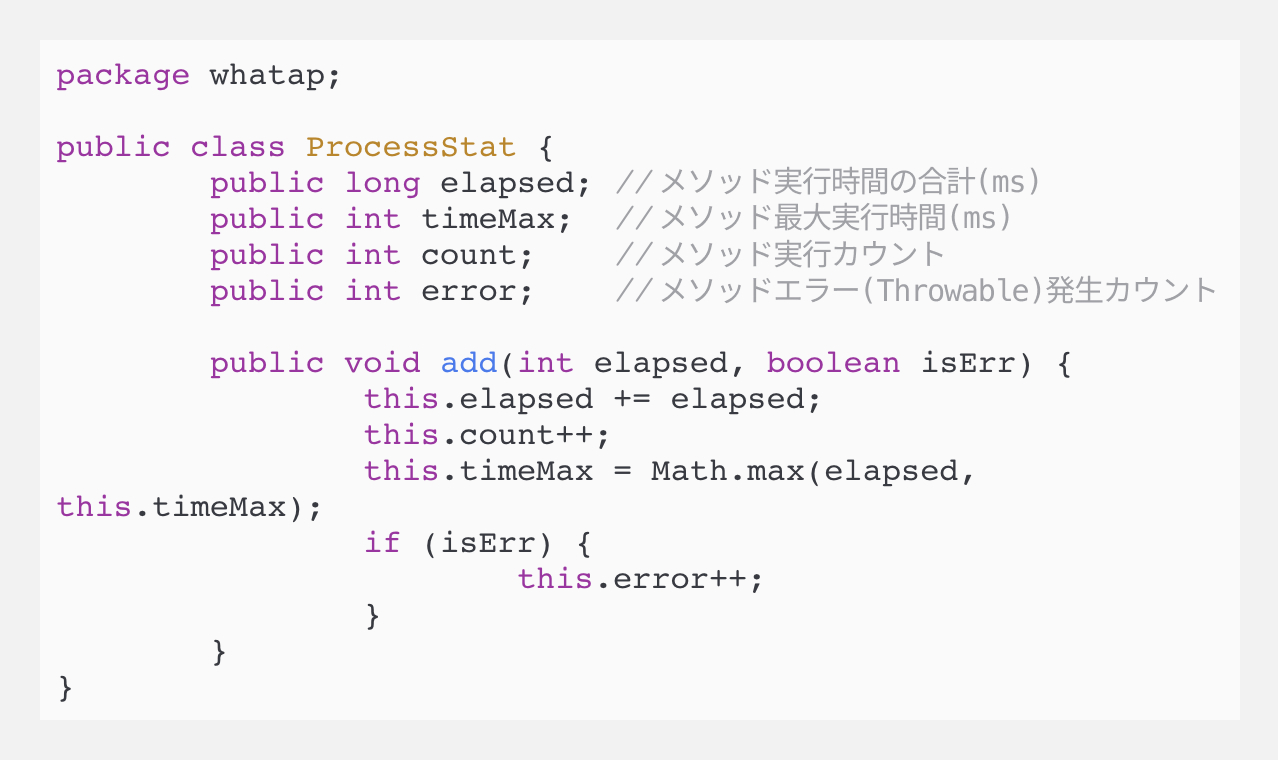 package whatap;

public class ProcessStat {
        public long elapsed; //メソッド実行時間の合計(ms)
        public int timeMax;  //メソッド最大実行時間(ms)
        public int count;    //メソッド実行カウント
        public int error;    //メソッドエラー(Throwable)発生カウント

        public void add(int elapsed, boolean isErr) {
                this.elapsed += elapsed;
                this.count++;
                this.timeMax = Math.max(elapsed,
this.timeMax);
                if (isErr) {
                        this.error++;
                }
        }
}